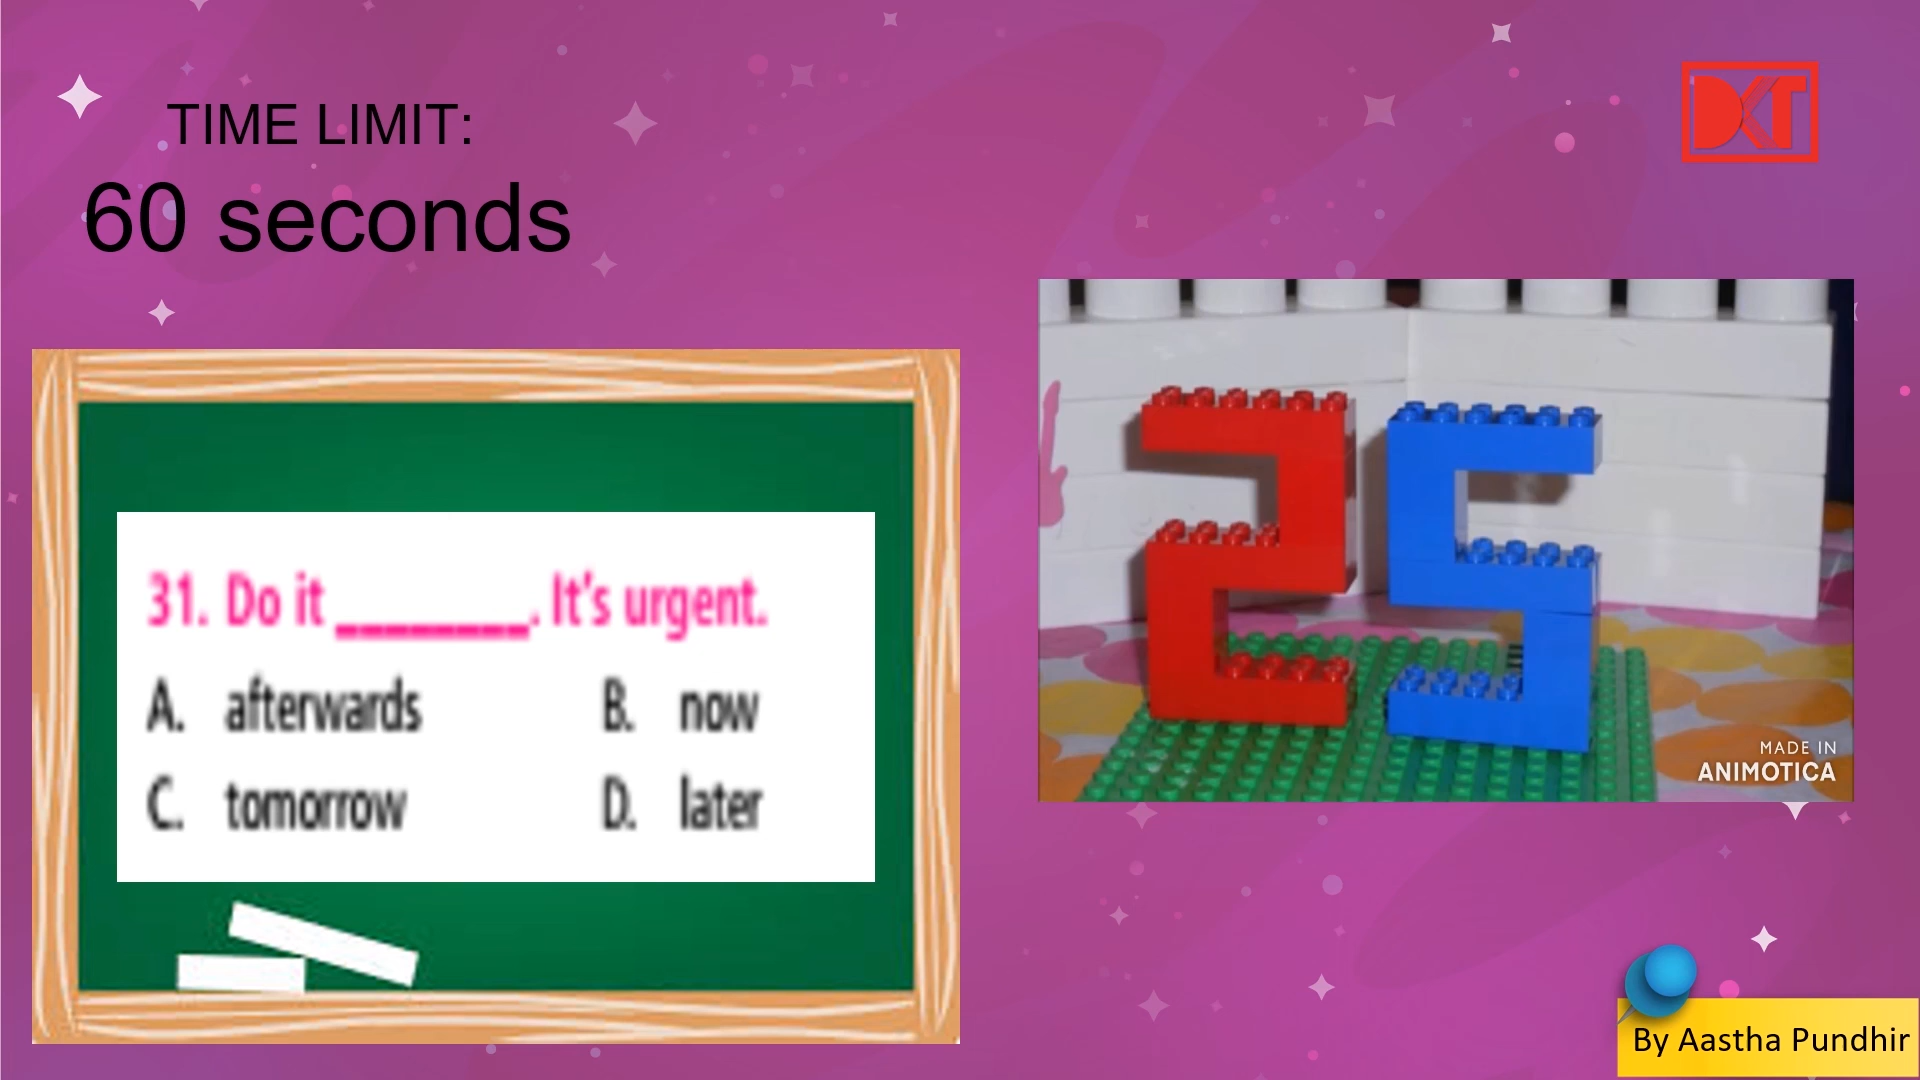 TIME LIMIT:
60 seconds
DKT
31. Do it ________. It's urgent.
A. afterwards B. now
C. tomorrow D. later
25
MADE IN
ANIMOTICA
By Aastha Pundhir